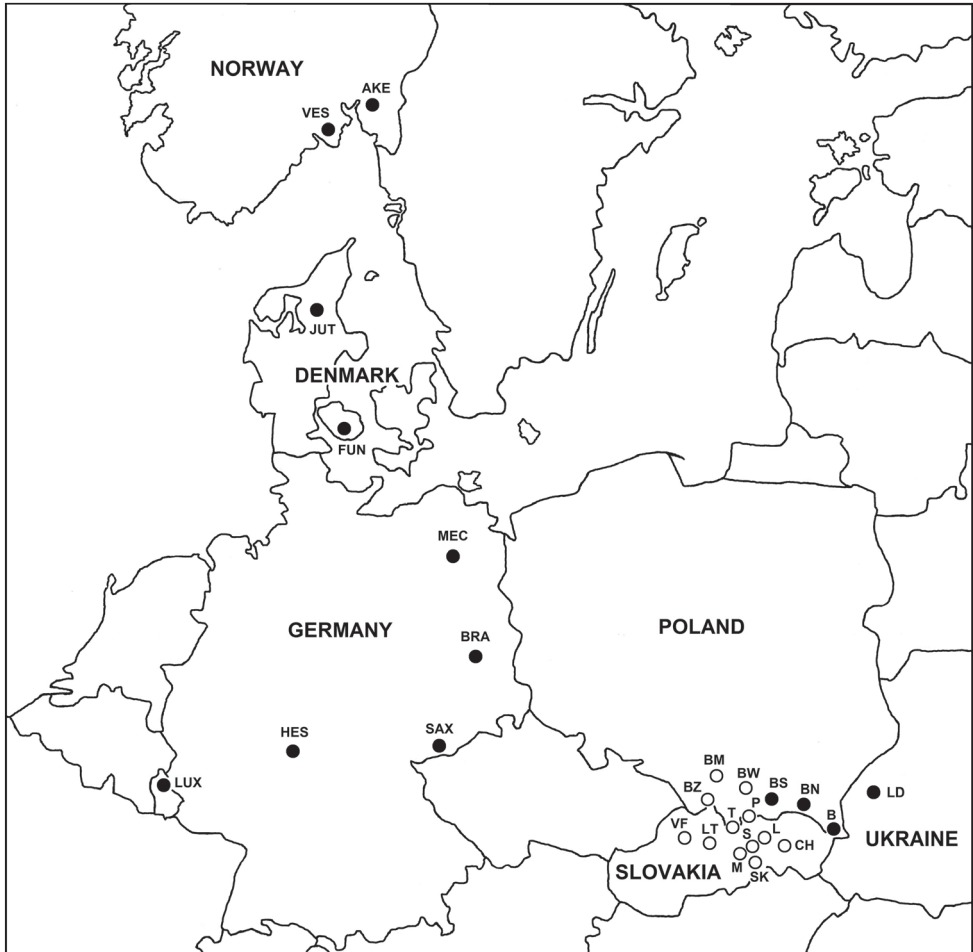 NORWAY
AKE
VES
JUT
DENMARK
FUN
MEC
GERMANY
POLAND
BRA
HES
SAX
LUX
BM
BW
BS
BN
LD
BZ
P
B
T
VF
LT
S
L
CH
UKRAINE
M
SLOVAKIA
SK